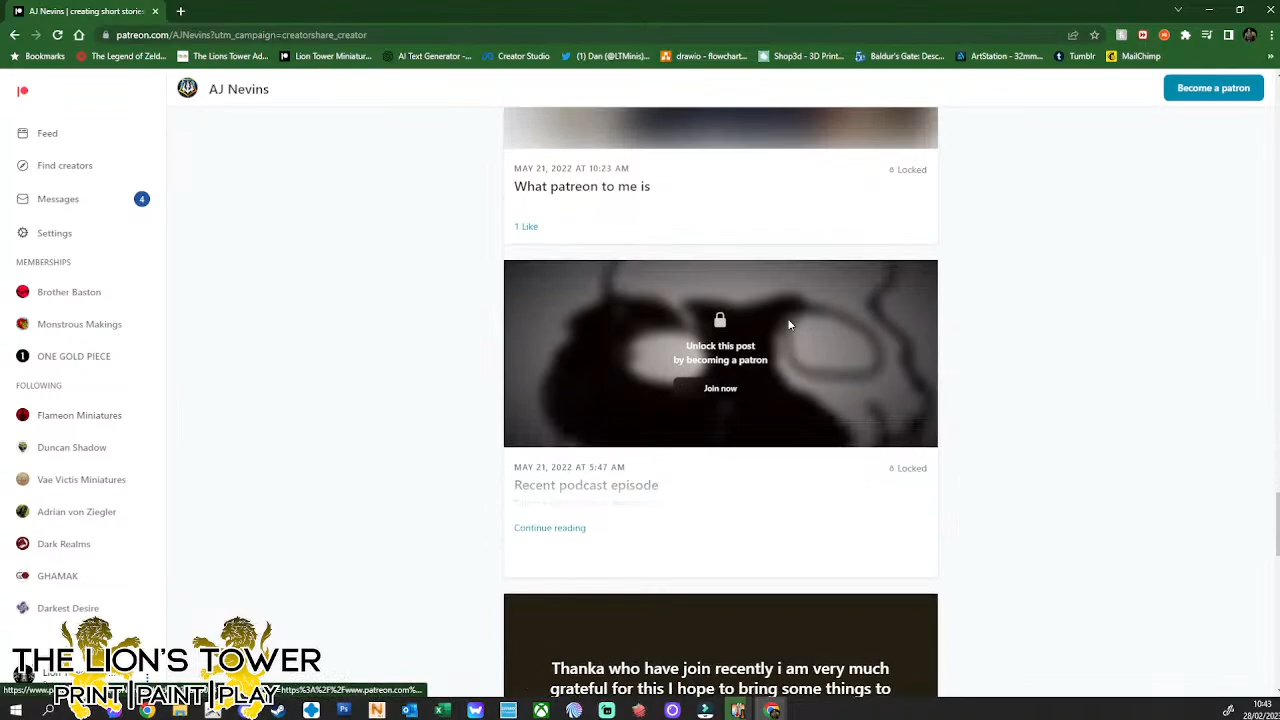 AJ Nevins | creating short stories
patreon.com/AJNevins?utm_campaign=creatorshare_creator
Bookmarks
The Legend of Zeld...
The Lions Tower ...
Lion Tower Miniatur...
AI Text Generator -...
Creator Studio
(1) Dan (@LTMinis)...
drawio - flowchart...
Shop3d - 3D Print...
Baldur's Gate: Desc...
ArtStation - 32mm...
Tumblr
MailChimp
AJ Nevins
Become a patron
Feed
Find creators
Messages
4
Settings
MEMBERSHIPS
Brother Baston
Monstrous Makings
ONE GOLD PIECE
FOLLOWING
Flameon Miniatures
Duncan Shadow
Vae Victis Miniatures
Adrian von Ziegler
Dark Realms
GHAMAK
Darkest Desire
MAY 21, 2022 AT 10:23 AM
Locked
What patreon to me is
1 Like
Unlock this post
by becoming a patron
Join now
MAY 21, 2022 AT 5:47 AM
Locked
Recent podcast episode
Continue reading
Thanka who have join recently i am very much
grateful for this I hope to bring some things to
THE LION'S TOWER
PRINT|PAINT|PLAY
10:43